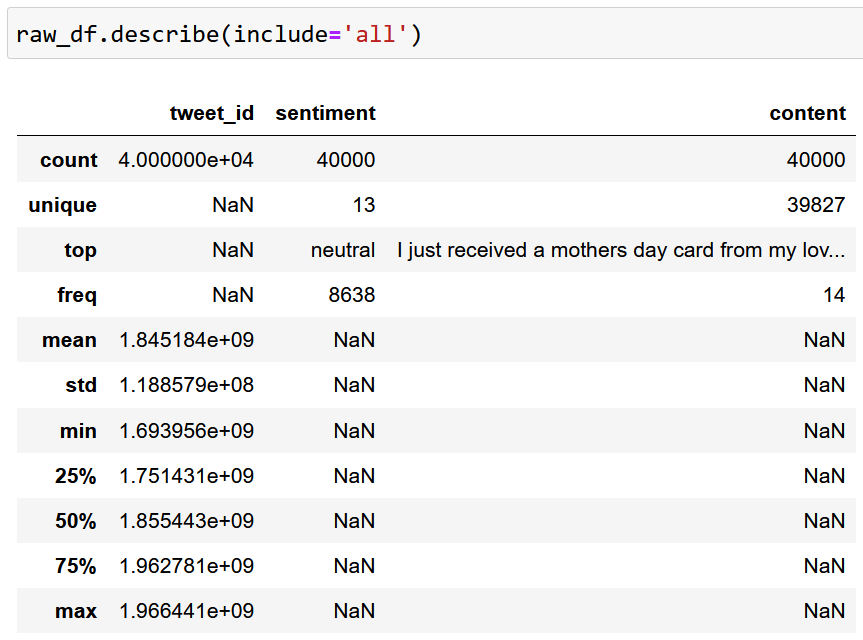 raw_df.describe(include='all')
tweet_id sentiment content
count 4.000000e+04 40000 40000
unique NaN 13 39827
top NaN neutral I just received a mothers day card from my lov...
freq NaN 8638 14
mean 1.845184e+09 NaN NaN
std 1.188579e+08 NaN NaN
min 1.693956e+09 NaN NaN
25% 1.751431e+09 NaN NaN
50% 1.855443e+09 NaN NaN
75% 1.962781e+09 NaN NaN
max 1.966441e+09 NaN NaN